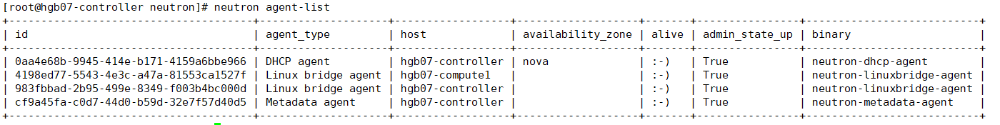 [root@hgb07-controller neutron]# neutron agent-list
+--------------------------------------+--------------------+------------------+-------------------+-------+----------------+---------------------------+
| id                                   | agent_type         | host             | availability_zone | alive | admin_state_up | binary                    |
+--------------------------------------+--------------------+------------------+-------------------+-------+----------------+---------------------------+
| 0aa4e68b-9945-414e-b171-4159a6bbe966 | DHCP agent         | hgb07-controller | nova              | :-)   | True           | neutron-dhcp-agent        |
| 4198ed77-5543-4e3c-a47a-81553ca1527f | Linux bridge agent | hgb07-compute1   |                   | :-)   | True           | neutron-linuxbridge-agent |
| 983fbbad-2b95-499e-8349-f003b4bc000d | Linux bridge agent | hgb07-controller |                   | :-)   | True           | neutron-linuxbridge-agent |
| cf9a45fa-c0d7-44d0-b59d-32e7f57d40d5 | Metadata agent     | hgb07-controller |                   | :-)   | True           | neutron-metadata-agent    |
+--------------------------------------+--------------------+------------------+-------------------+-------+----------------+---------------------------+